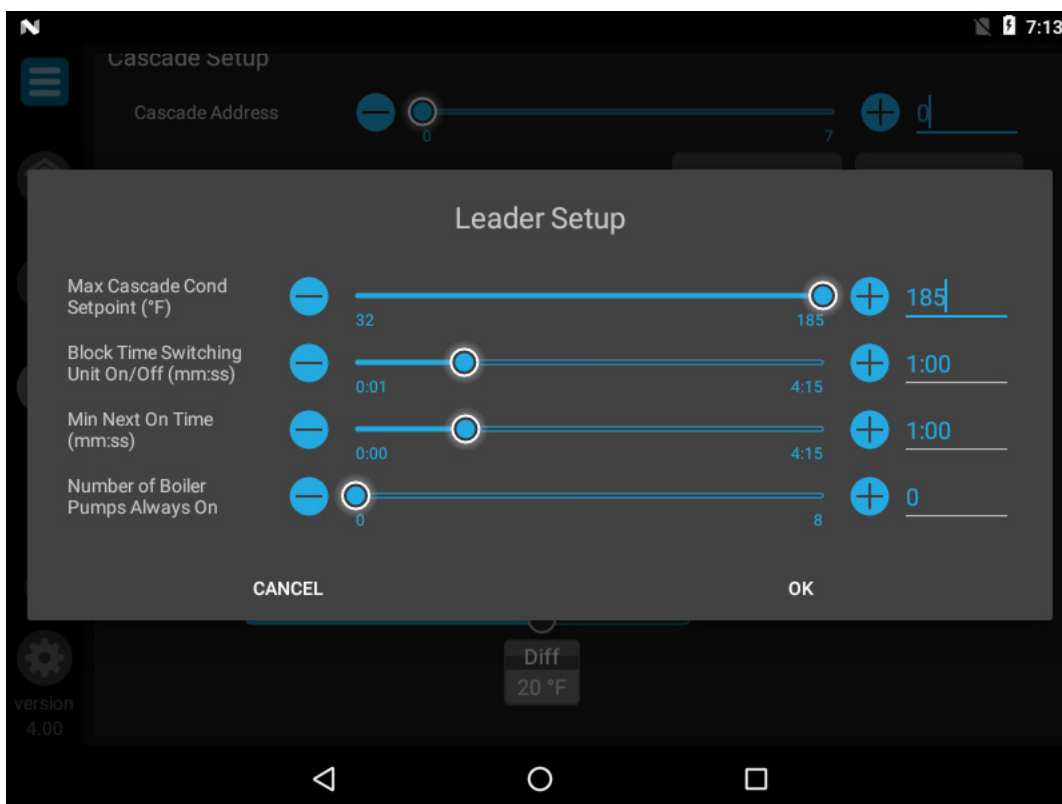 N
7:13
Cascade Setup
Cascade Address
0
7
0
Leader Setup
Max Cascade Cond
Setpoint (°F)
32
185
185
Block Time Switching
Unit On/Off (mm:ss)
0:01
4:15
1:00
Min Next On Time
(mm:ss)
0:00
4:15
1:00
Number of Boiler
Pumps Always On
0
8
0
CANCEL
OK
Diff
20 °F
version
4.00